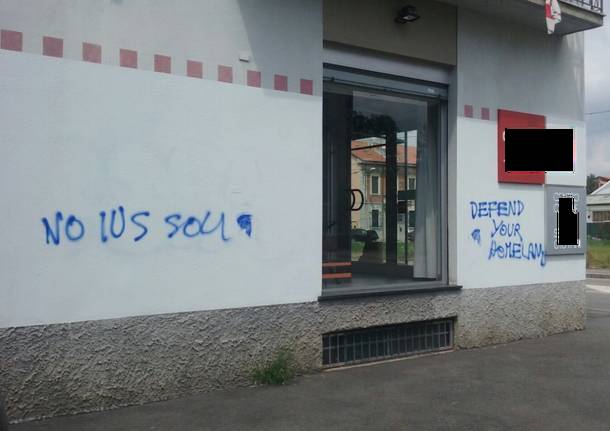 NO IUS SOLI
DEFEND
YOUR
HOMELAND